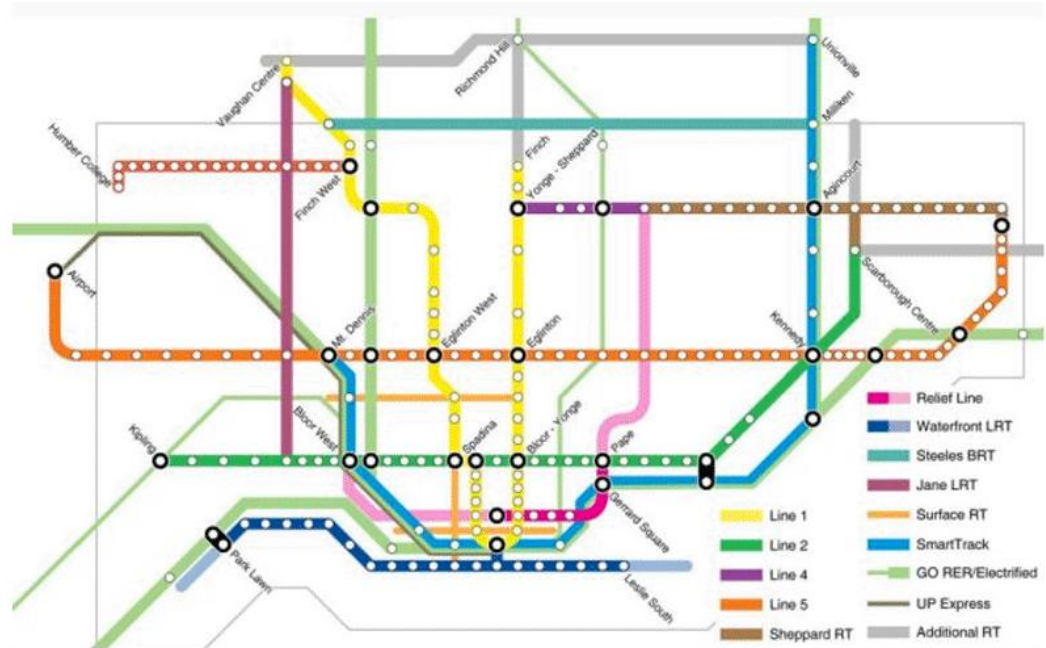 Richmond Hill
Unionville
Vaughan Centre
Milliken
Humber College
Finch
Yonge - Sheppard
Finch West
Agincourt
Airport
Scarborough Centre
Mt. Dennis
Eglinton West
Eglinton
Kennedy
Kipling
Bloor West
Spadina
Bloor - Yonge
Pape
Gerrard Square
Park Lawn
Leslie South
Relief Line
Waterfront LRT
Steeles BRT
Jane LRT
Line 1
Surface RT
Line 2
SmartTrack
Line 4
GO RER/Electrified
Line 5
UP Express
Sheppard RT
Additional RT